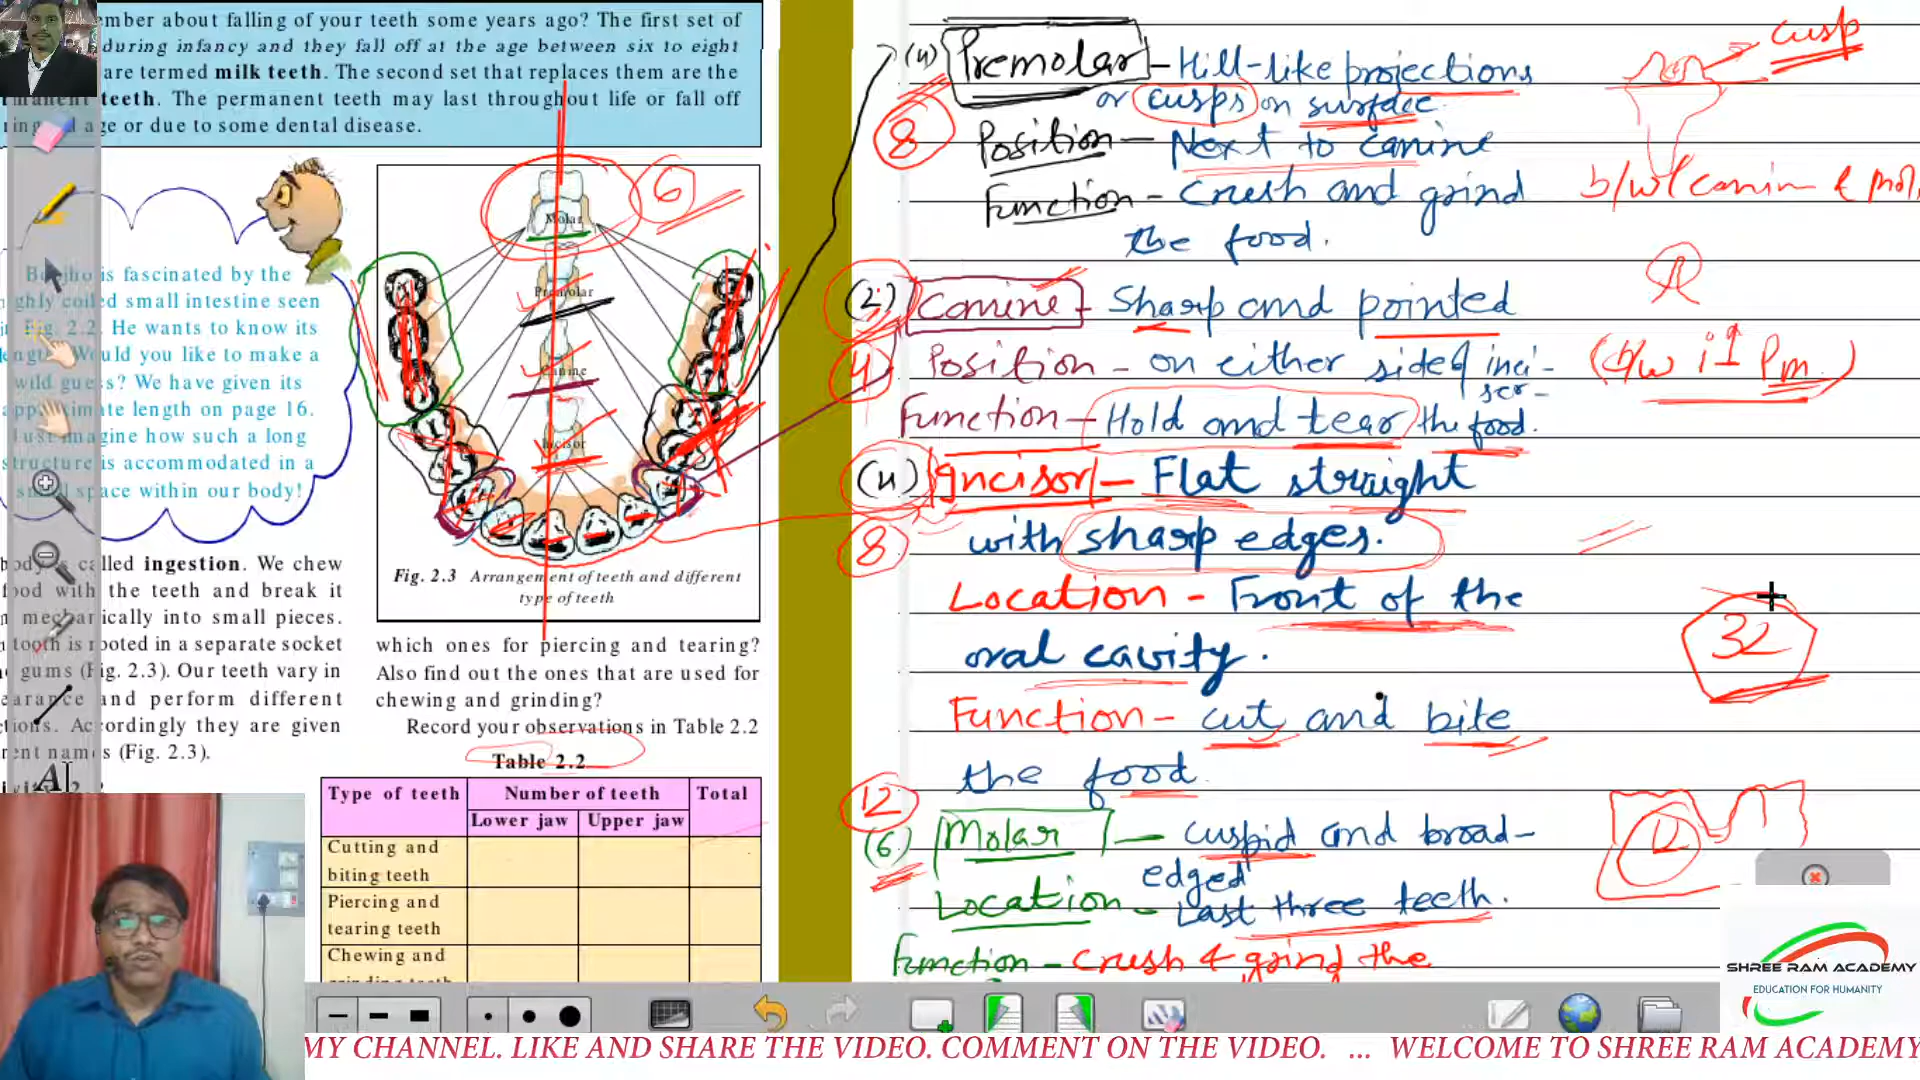 ember about falling of your teeth some years ago? The first set of
during infancy and they fall off at the age between six to eight
are termed milk teeth. The second set that replaces them are the
teeth. The permanent teeth may last throughout life or fall off
age or due to some dental disease.
is fascinated by the
ghly coiled small intestine seen
Fig. 2.2. He wants to know its
Would you like to make a
wild guess? We have given its
approximate length on page 16.
Just imagine how such a long
structure is accommodated in a
small space within our body!
Molar
Premolar
Canine
Incisor
6
Fig. 2.3 Arrangement of teeth and different
type of teeth
body is called ingestion. We chew
food with the teeth and break it
mechanically into small pieces.
tooth is rooted in a separate socket
gums (Fig. 2.3). Our teeth vary in
and perform different
Accordingly they are given
names (Fig. 2.3).
which ones for piercing and tearing?
Also find out the ones that are used for
chewing and grinding?
Record your observations in Table 2.2
Table 2.2
Type of teeth Number of teeth Total
Lower jaw Upper jaw
Cutting and
biting teeth
Piercing and
tearing teeth
Chewing and
grinding teeth
(4) Premolar - Hill-like projections
or cusps on surface.
8
Position - Next to canine
Function - Crush and grind
the food.
cusp
b/w canin & mol
(2) Canine - Sharp and pointed
4
Position - on either side of inci-
ser-
Function - Hold and tear the food.
(b/w i & Pm)
(4) Incisor - Flat straight
8
with sharp edges.
Location - Front of the
oral cavity.
Function - cut and bite
the food.
32
12
(6) Molar - cuspid and broad-
edged
Location - Last three teeth.
Function - crush & grind the
12
SHREE RAM ACADEMY
EDUCATION FOR HUMANITY
MY CHANNEL. LIKE AND SHARE THE VIDEO. COMMENT ON THE VIDEO. ... WELCOME TO SHREE RAM ACADEMY